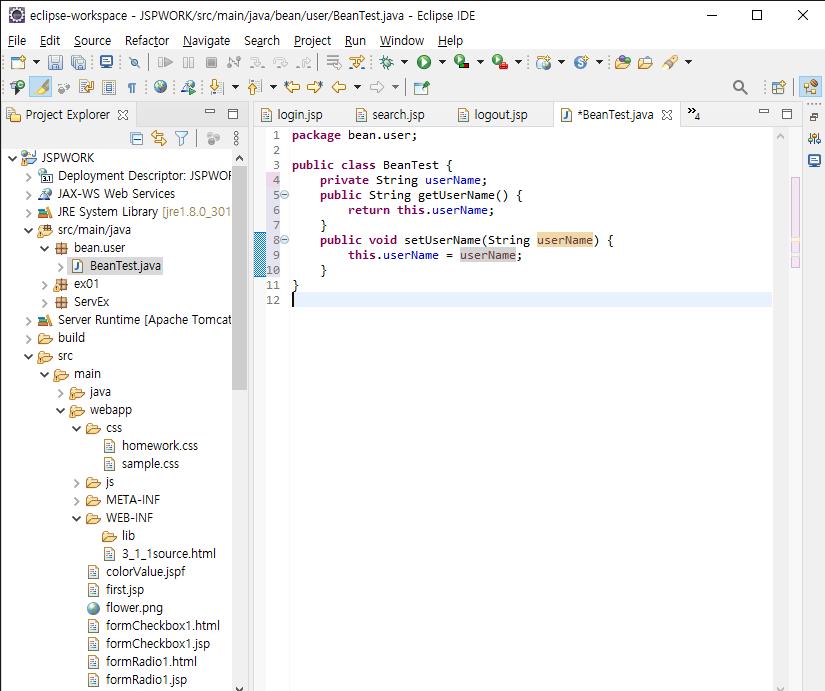 eclipse-workspace - JSPWORK/src/main/java/bean/user/BeanTest.java - Eclipse IDE
File Edit Source Refactor Navigate Search Project Run Window Help
Project Explorer
login.jsp search.jsp logout.jsp *BeanTest.java »4
JSPWORK
Deployment Descriptor: JSPWOR
JAX-WS Web Services
JRE System Library [jre1.8.0_301
src/main/java
bean.user
BeanTest.java
ex01
ServEx
Server Runtime [Apache Tomcat
build
src
main
java
webapp
css
homework.css
sample.css
js
META-INF
WEB-INF
lib
3_1_1source.html
colorValue.jspf
first.jsp
flower.png
formCheckbox1.html
formCheckbox1.jsp
formRadio1.html
formRadio1.jsp
1 package bean.user;
2
3 public class BeanTest {
4 private String userName;
5 public String getUserName() {
6 return this.userName;
7 }
8 public void setUserName(String userName) {
9 this.userName = userName;
10 }
11 }
12